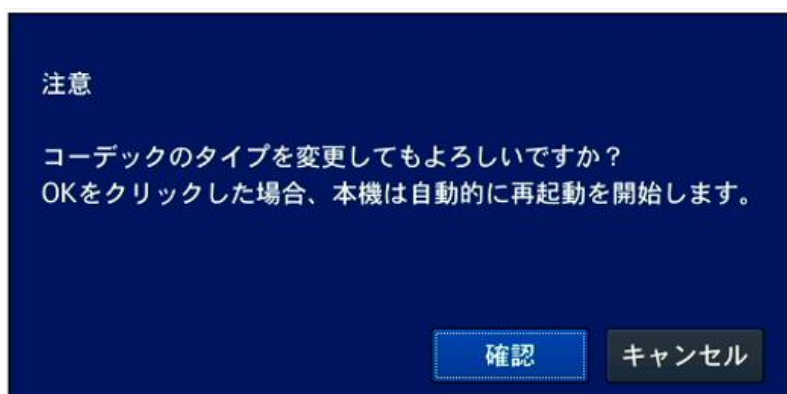 注意
コーデックのタイプを変更してもよろしいですか？
OKをクリックした場合、本機は自動的に再起動を開始します。
確認 キャンセル